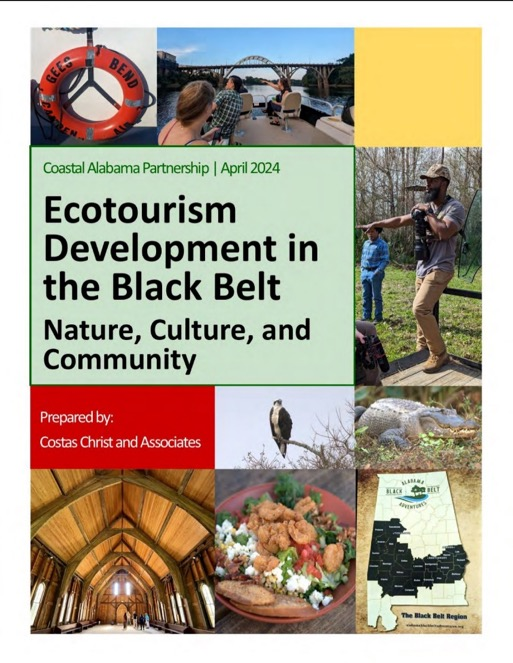 GEES BEND
Coastal Alabama Partnership | April 2024
Ecotourism
Development in
the Black Belt
Nature, Culture, and
Community
Prepared by:
Costas Christ and Associates
ALABAMA
BLACK BELT
ADVENTURES
The Black Belt Region